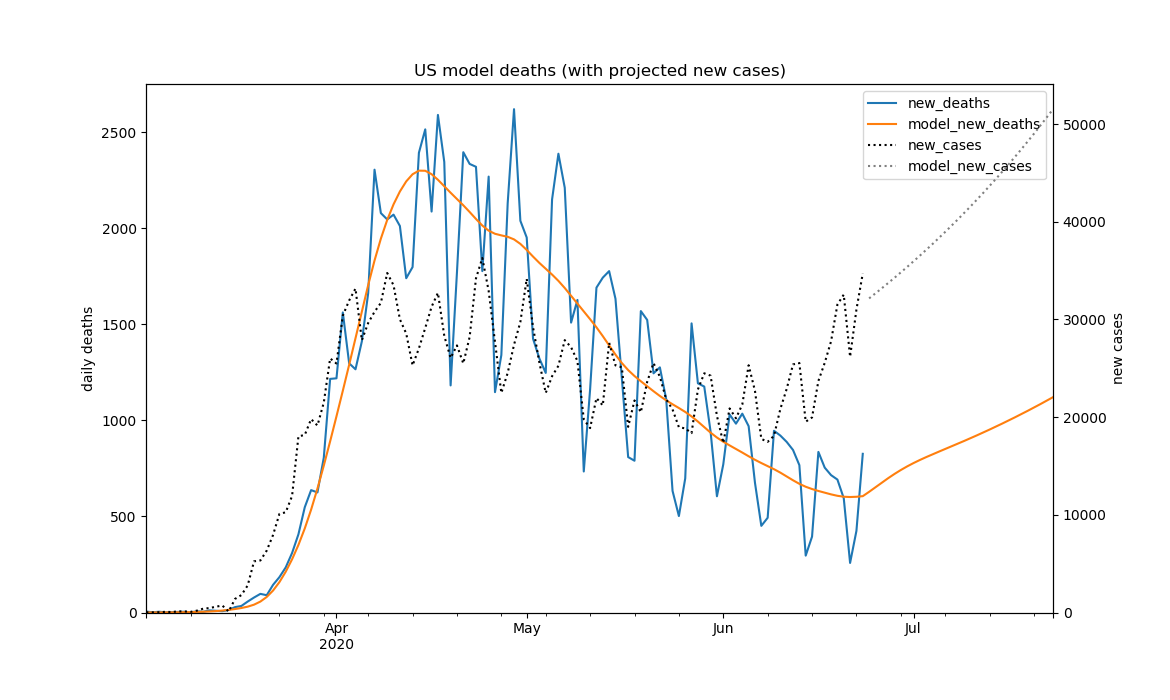 US model deaths (with projected new cases)
new_deaths
model_new_deaths
new_cases
model_new_cases
daily deaths
2500
2000
1500
1000
500
0
50000
40000
30000
20000
10000
0
new cases
Apr
2020
May
Jun
Jul